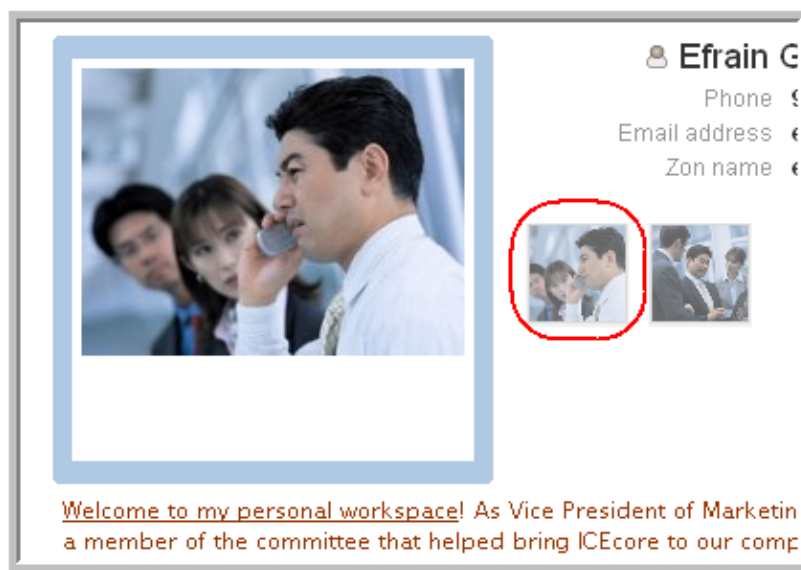 Efrain G
Phone 9
Email address e
Zon name e
Welcome to my personal workspace! As Vice President of Marketin
a member of the committee that helped bring ICEcore to our comp